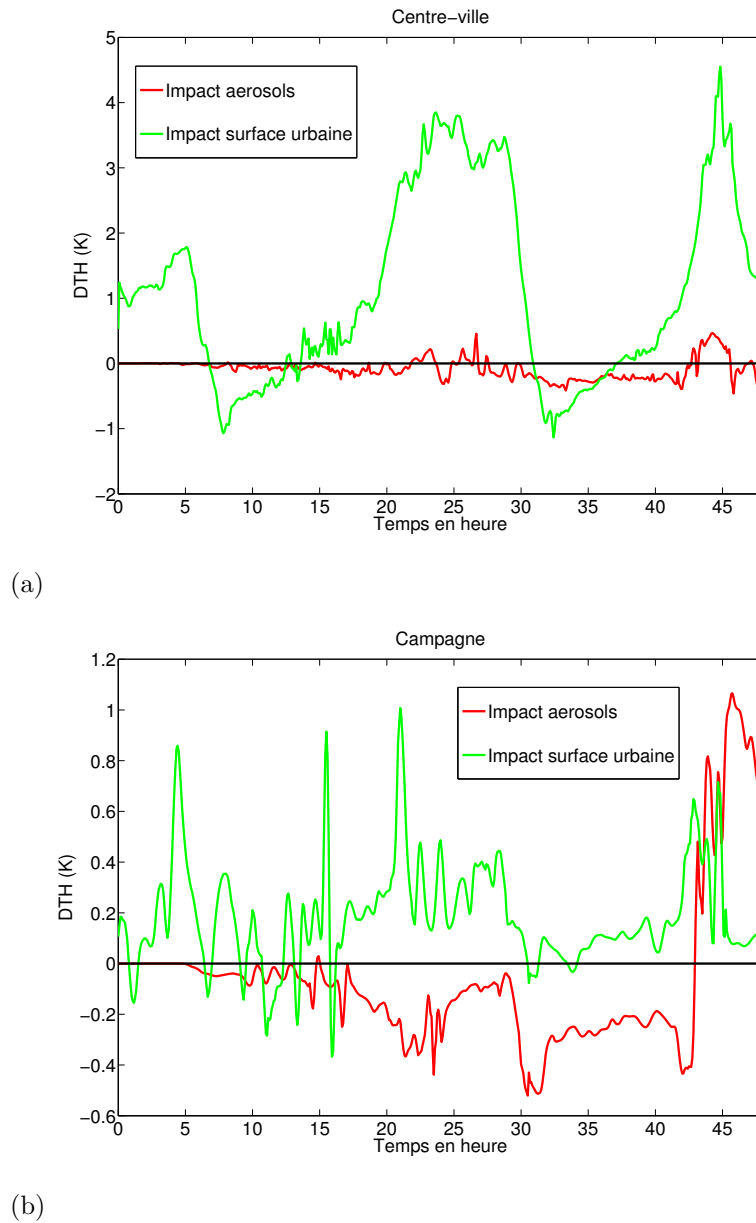 Centre−ville
5
4
3
2
1
0
−1
−2
DTH (K)
Impact aerosols
Impact surface urbaine
0 5 10 15 20 25 30 35 40 45
Temps en heure
(a)
Campagne
1.2
1
0.8
0.6
0.4
0.2
0
−0.2
−0.4
−0.6
DTH (K)
Impact aerosols
Impact surface urbaine
0 5 10 15 20 25 30 35 40 45
Temps en heure
(b)